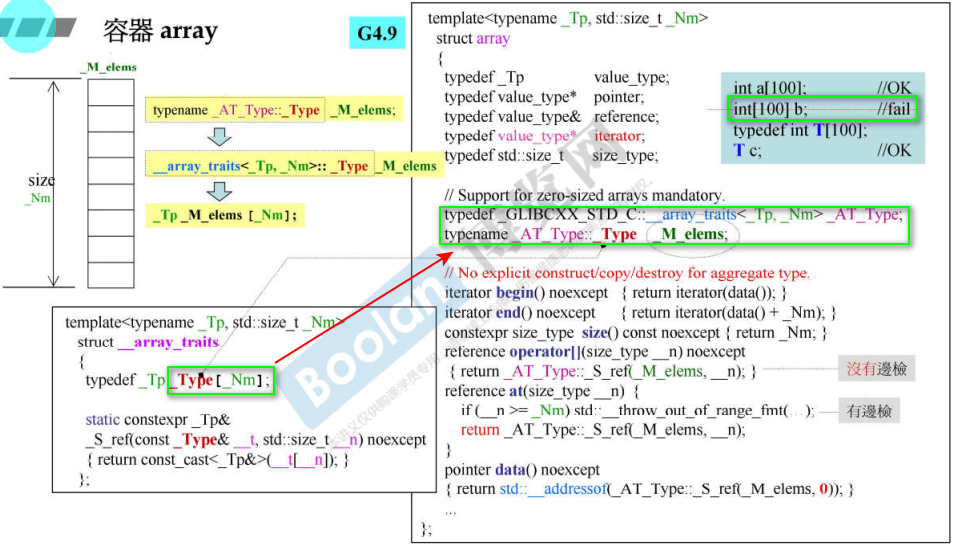 容器 array
G4.9
_M_elems
size
_Nm
typename _AT_Type::_Type _M_elems;
__array_traits<_Tp, _Nm>:: _Type _M_elems
_Tp _M_elems [_Nm];
template<typename _Tp, std::size_t _Nm>
struct __array_traits
{
typedef _Tp _Type[_Nm];
static constexpr _Tp&
_S_ref(const _Type& __t, std::size_t __n) noexcept
{ return const_cast<_Tp&>(__t[__n]); }
};
template<typename _Tp, std::size_t _Nm>
struct array
{
typedef _Tp value_type;
typedef value_type* pointer;
typedef value_type& reference;
typedef value_type* iterator;
typedef std::size_t size_type;
// Support for zero-sized arrays mandatory.
typedef _GLIBCXX_STD_C::__array_traits<_Tp, _Nm> _AT_Type;
typename _AT_Type::_Type _M_elems;
// No explicit construct/copy/destroy for aggregate type.
iterator begin() noexcept { return iterator(data()); }
iterator end() noexcept { return iterator(data() + _Nm); }
constexpr size_type size() const noexcept { return _Nm; }
reference operator[](size_type __n) noexcept
{ return _AT_Type::_S_ref(_M_elems, __n); }
沒有邊檢
reference at(size_type __n) {
if (__n >= _Nm) std::__throw_out_of_range_fmt(…);
有邊檢
return _AT_Type::_S_ref(_M_elems, __n);
}
pointer data() noexcept
{ return std::__addressof(_AT_Type::_S_ref(_M_elems, 0)); }
...
};
int a[100]; //OK
int[100] b; //fail
typedef int T[100];
T c; //OK
Boolan
博览网